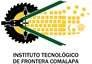 INSTITUTO TECNOLÓGICO
DE FRONTERA COMALAPA